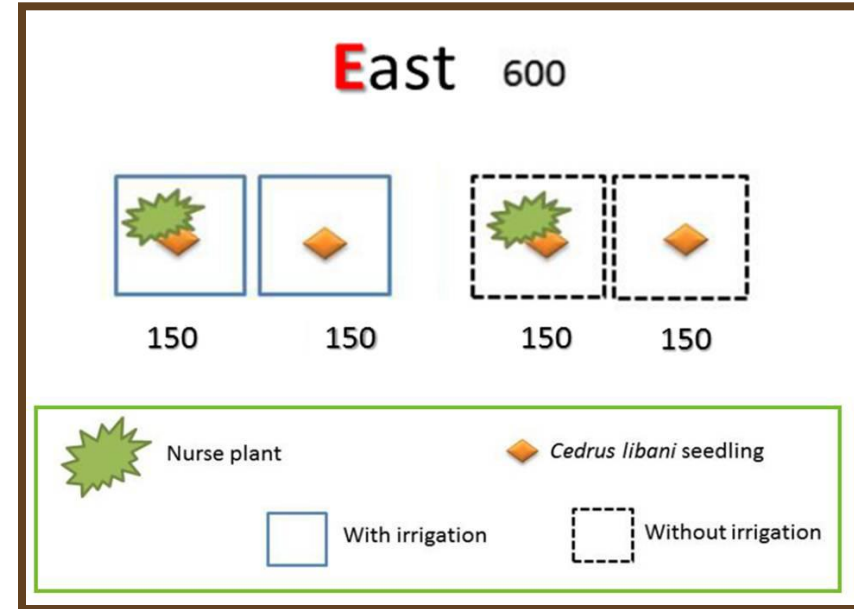 East 600
150 150 150 150
Nurse plant
Cedrus libani seedling
With irrigation
Without irrigation